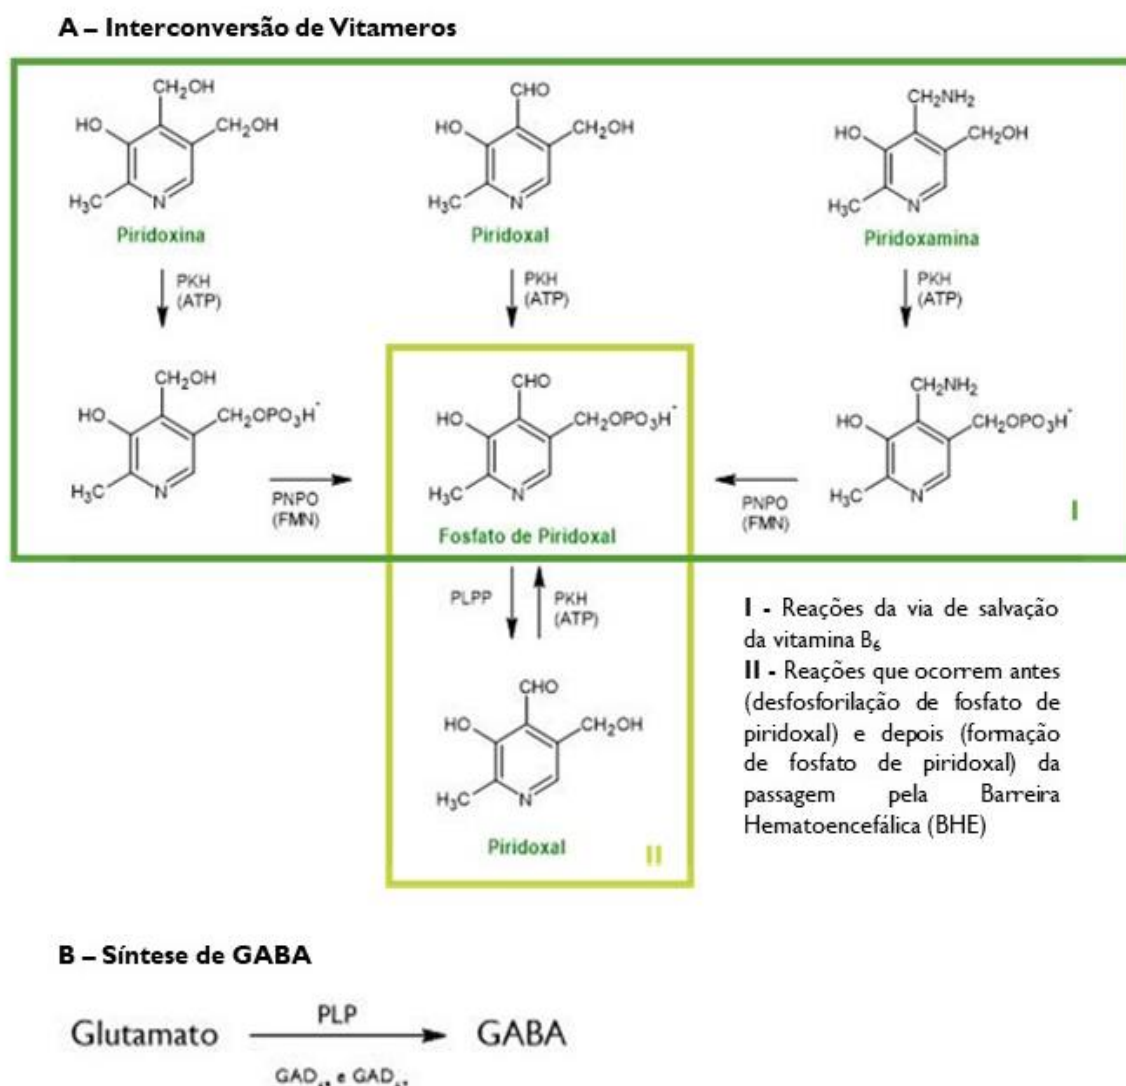 A – Interconversão de Vitameros
CH₂OH
HO
CH₂OH
H₃C
N
Piridoxina
CHO
HO
CH₂OH
H₃C
N
Piridoxal
CH₂NH₂
HO
CH₂OH
H₃C
N
Piridoxamina
PKH
(ATP)
PKH
(ATP)
PKH
(ATP)
CH₂OH
HO
CH₂OPO₃H⁻
H₃C
N
PNPO
(FMN)
CHO
HO
CH₂OPO₃H⁻
H₃C
N
Fosfato de Piridoxal
CH₂NH₂
HO
CH₂OPO₃H⁻
H₃C
N
PNPO
(FMN)
I
PLPP
PKH
(ATP)
CHO
HO
CH₂OH
H₃C
N
Piridoxal
II
I - Reações da via de salvação
da vitamina B₆
II - Reações que ocorrem antes
(desfosforilação de fosfato de
piridoxal) e depois (formação
de fosfato de piridoxal) da
passagem pela Barreira
Hematoencefálica (BHE)
B – Síntese de GABA
Glutamato
PLP
GABA
GAD
e GAD